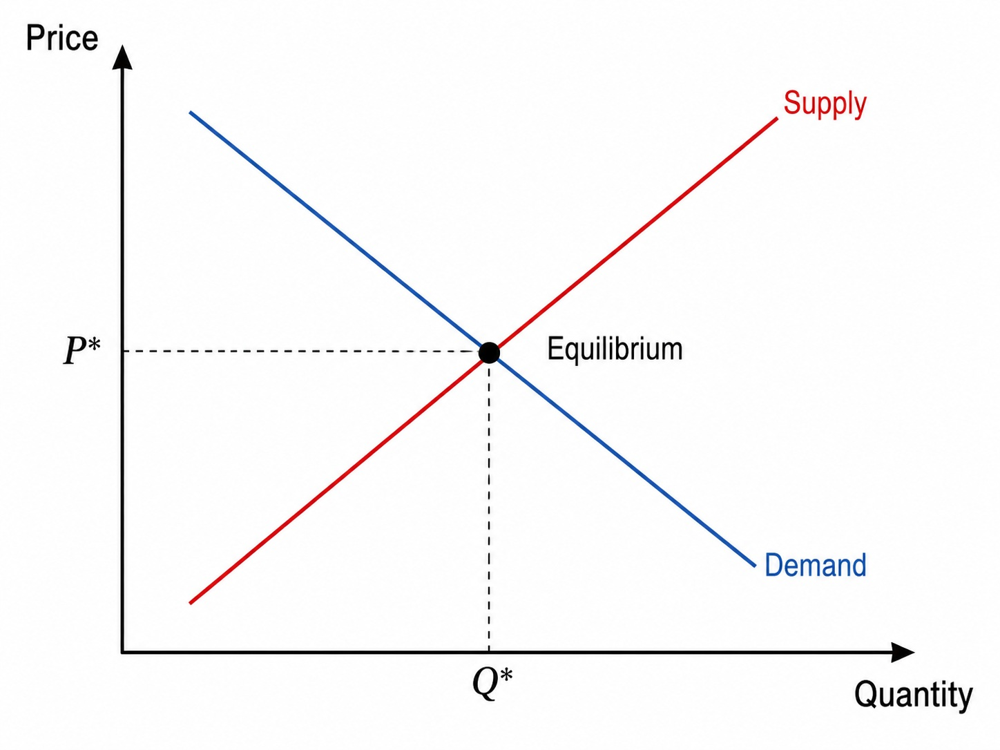 Price
Supply
P*
Equilibrium
Demand
Q*
Quantity